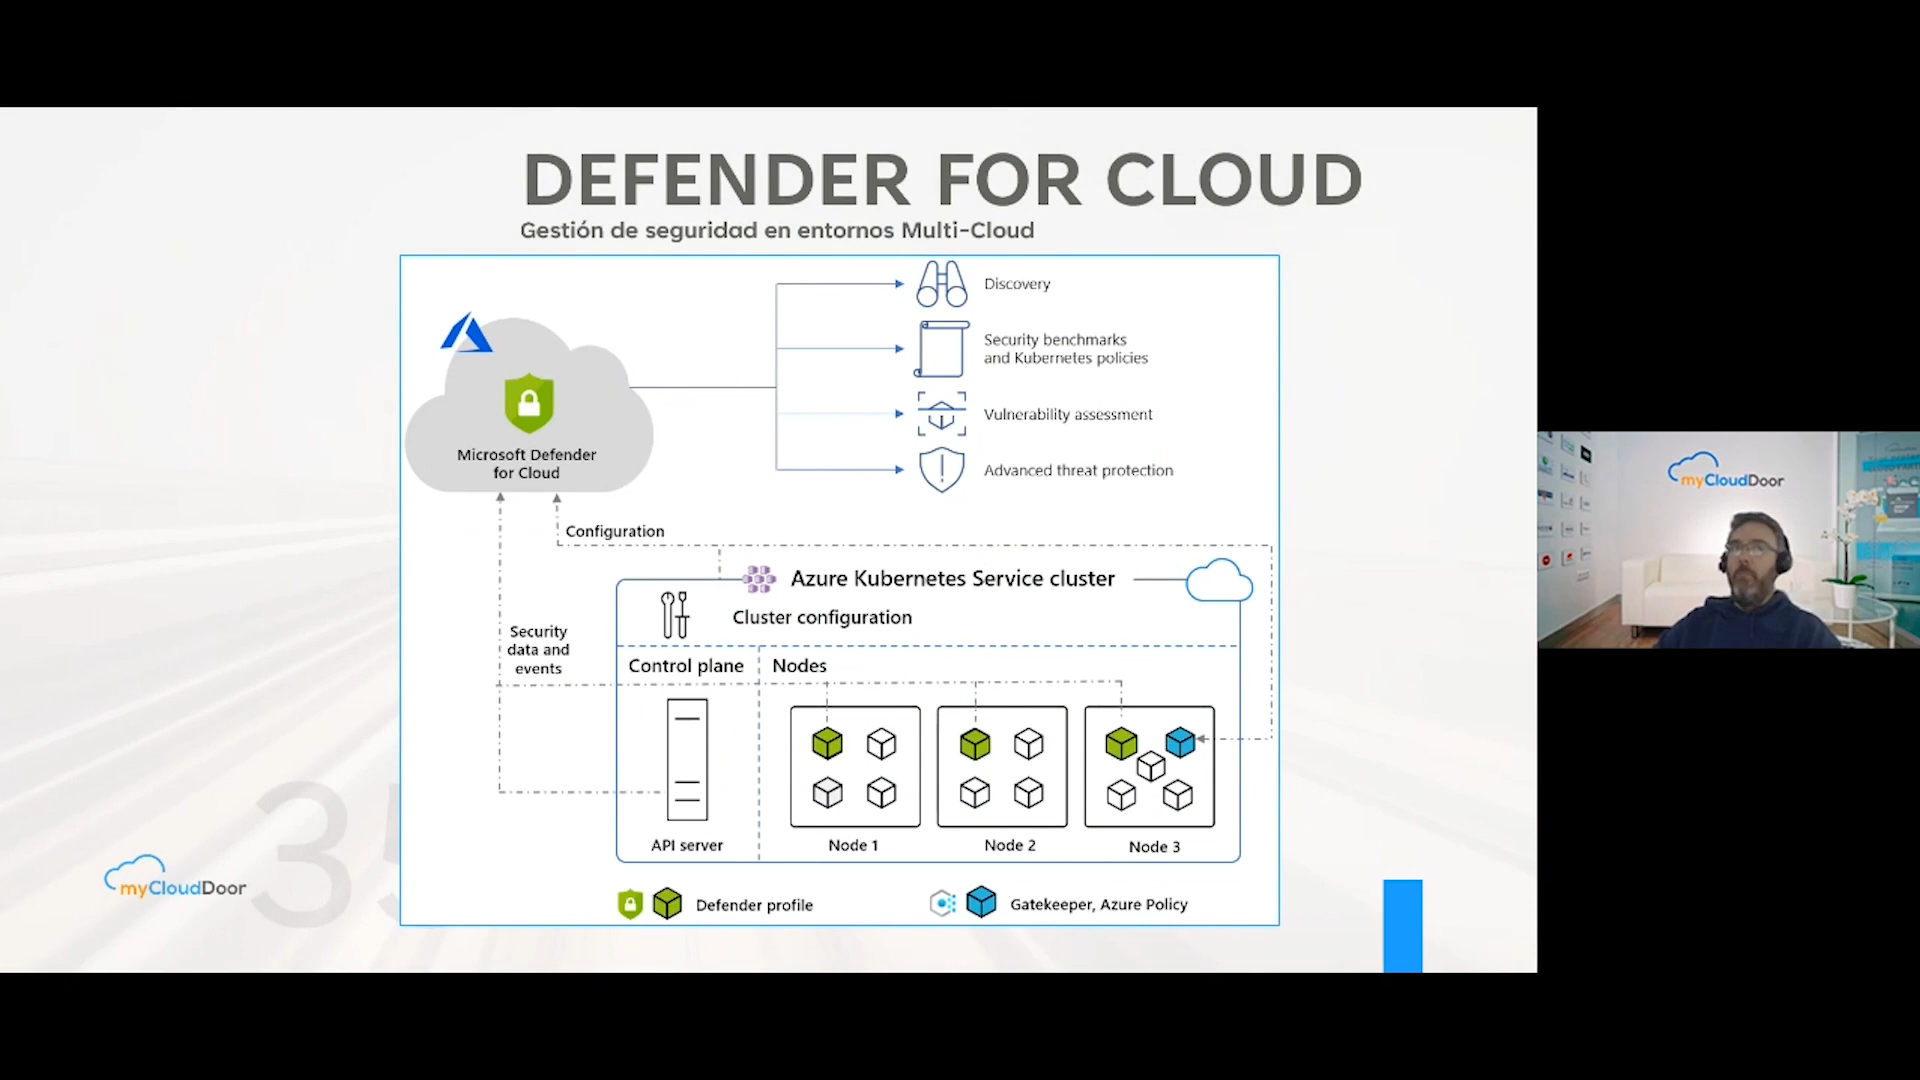 DEFENDER FOR CLOUD
Gestión de seguridad en entornos Multi-Cloud
Discovery
Security benchmarks
and Kubernetes policies
Vulnerability assessment
Advanced threat protection
Microsoft Defender
for Cloud
Configuration
Azure Kubernetes Service cluster
Cluster configuration
Security
data and
events
Control plane
Nodes
API server
Node 1
Node 2
Node 3
Defender profile
Gatekeeper, Azure Policy
myCloudDoor
35
myCloudDoor